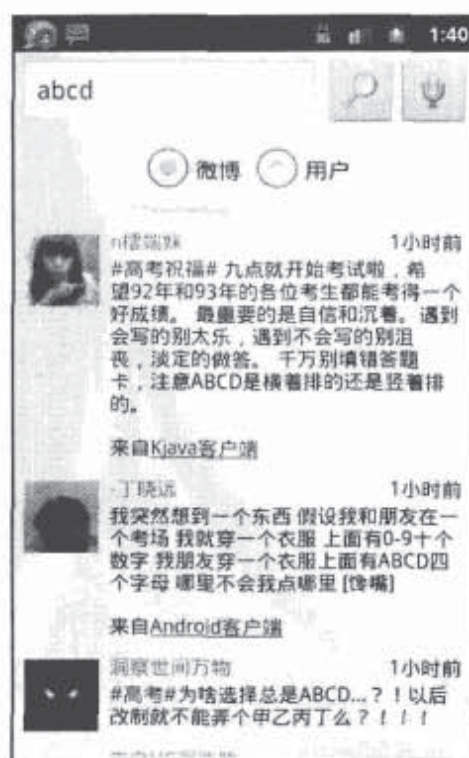 1:40
abcd
微博 用户
1小时前
#高考祝福# 九点就开始考试啦，希
望92年和93年的各位考生都能考得一个
好成绩。 最重要的是自信和沉着。遇到
会写的别太乐，遇到不会写的别沮
丧，淡定的做答。 千万别填错答题
卡，注意ABCD是横着排的还是竖着排
的。
来自Kjava客户端
丁晓远 1小时前
我突然想到一个东西 假设我和朋友在一
个考场 我就穿一个衣服 上面有0-9十个
数字 我朋友穿一个衣服上面有ABCD四
个字母 哪里不会我点哪里 [馋嘴]
来自Android客户端
洞察世间万物 1小时前
#高考#为啥选择总是ABCD...？！以后
改制就不能弄个甲乙丙丁么？！！！